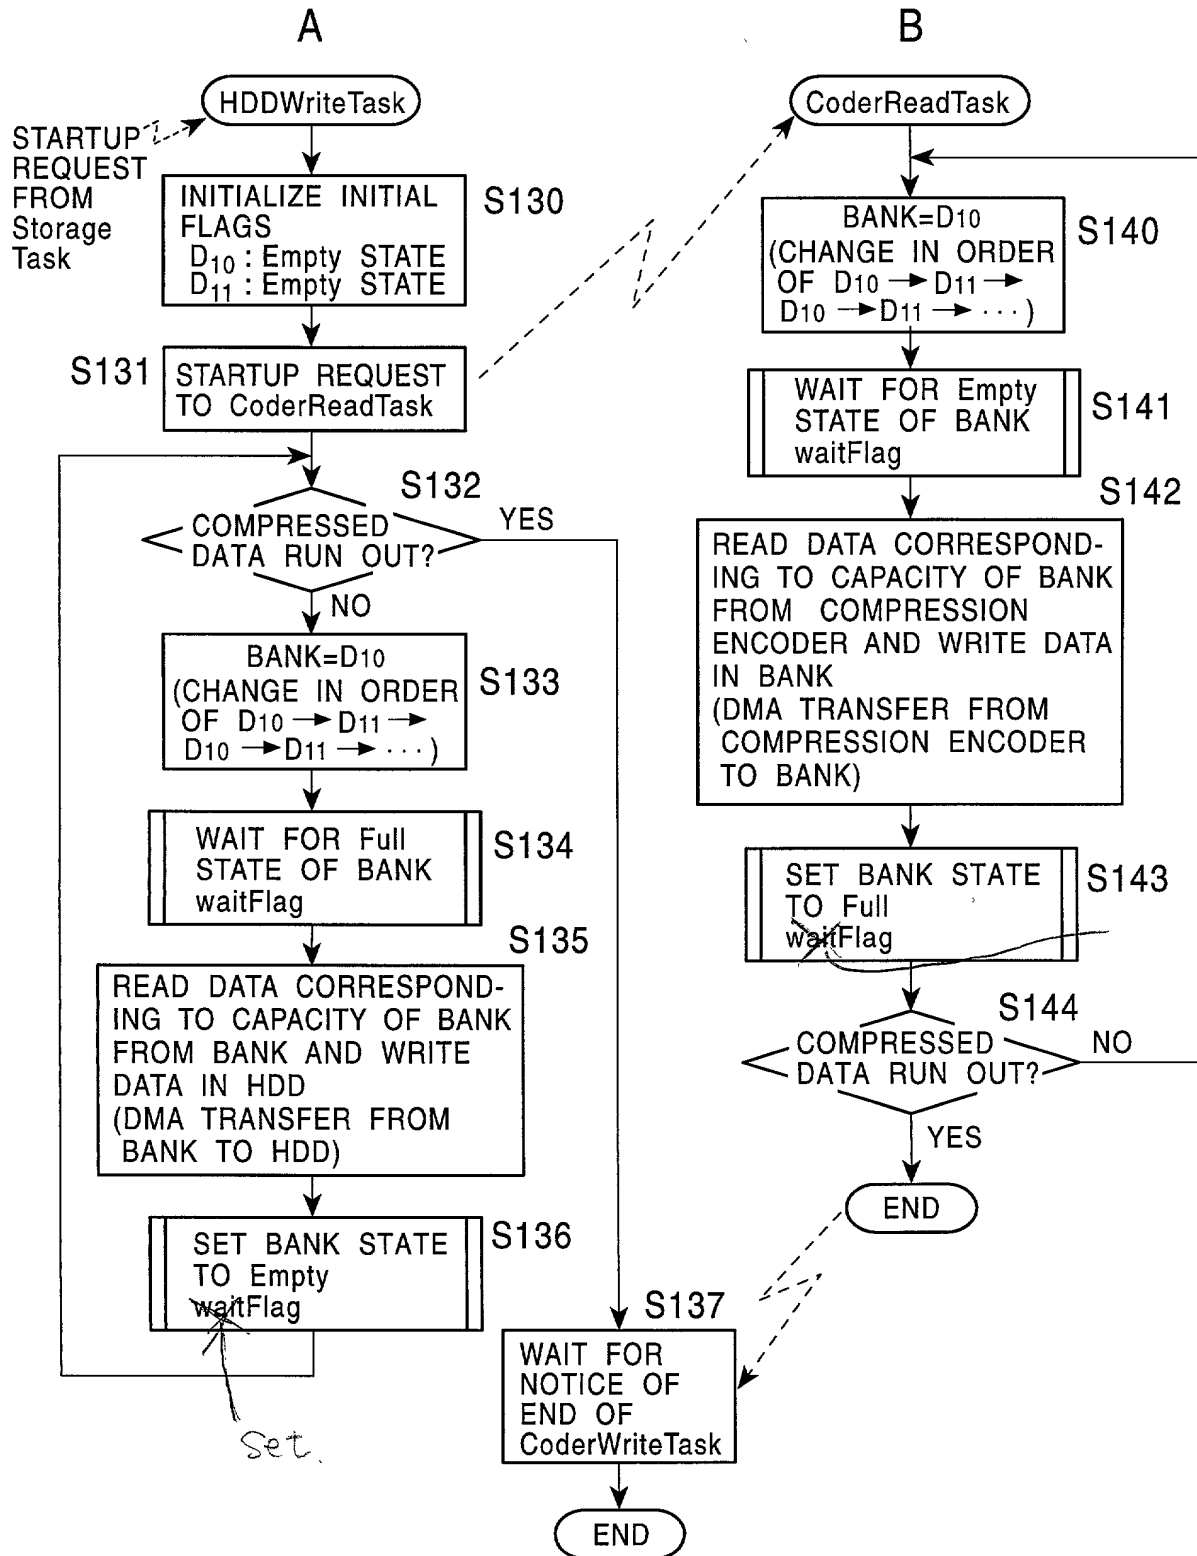 A
HDDWriteTask
STARTUP
REQUEST
FROM
Storage
Task
INITIALIZE INITIAL
FLAGS
D10 : Empty STATE
D11 : Empty STATE
S130
S131
STARTUP REQUEST
TO CoderReadTask
S132
COMPRESSED
DATA RUN OUT?
YES
NO
BANK=D10
(CHANGE IN ORDER
OF D10 → D11 →
D10 → D11 → ··· )
S133
WAIT FOR Full
STATE OF BANK
waitFlag
S134
S135
READ DATA CORRESPOND-
ING TO CAPACITY OF BANK
FROM BANK AND WRITE
DATA IN HDD
(DMA TRANSFER FROM
BANK TO HDD)
SET BANK STATE
TO Empty
waitFlag
S136
set.
S137
WAIT FOR
NOTICE OF
END OF
CoderWriteTask
END
B
CoderReadTask
BANK=D10
(CHANGE IN ORDER
OF D10 → D11 →
D10 → D11 → ··· )
S140
WAIT FOR Empty
STATE OF BANK
waitFlag
S141
S142
READ DATA CORRESPOND-
ING TO CAPACITY OF BANK
FROM COMPRESSION
ENCODER AND WRITE DATA
IN BANK
(DMA TRANSFER FROM
COMPRESSION ENCODER
TO BANK)
SET BANK STATE
TO Full
waitFlag
S143
S144
COMPRESSED
DATA RUN OUT?
NO
YES
END